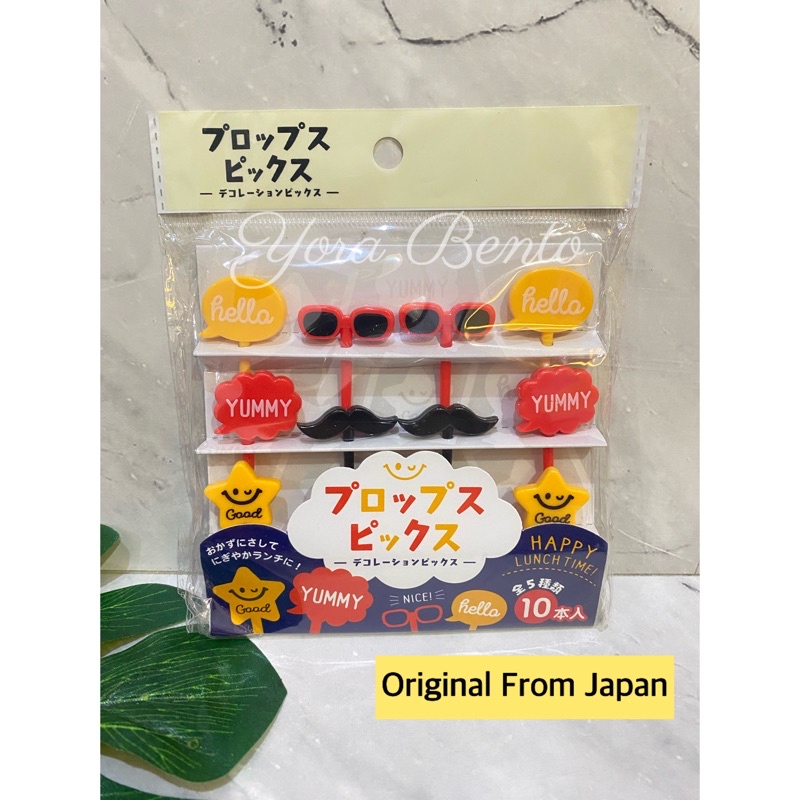 プロップス
ピックス
デコレーションピックス
Yora Bento
YUMMY
hello
hello
YUMMY
YUMMY
Good
Good
プロップス
ピックス
デコレーションピックス
おかずにさして
にぎやかランチに!
HAPPY
LUNCH TIME!
Good
YUMMY
NICE!
hello
全5種類
10本入
Original From Japan